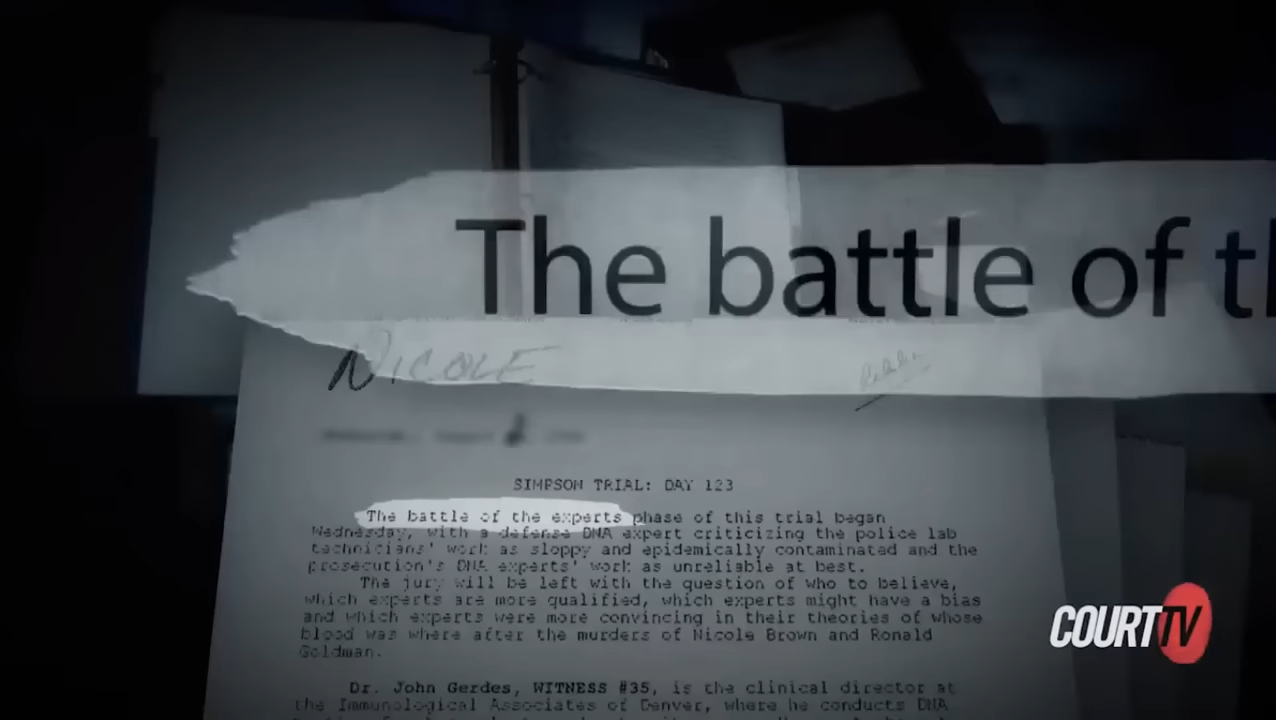 The battle of t
NICOLE
SIMPSON TRIAL: DAY 123
The battle of the experts phase of this trial began
Wednesday, with a defense DNA expert criticizing the police lab
technicians' work as sloppy and epidemically contaminated and the
prosecution's DNA experts' work as unreliable at best.
The jury will be left with the question of who to believe,
which experts are more qualified, which experts might have a bias
and which experts were more convincing in their theories of whose
blood was where after the murders of Nicole Brown and Ronald
Goldman.
Dr. John Gerdes, WITNESS #35, is the clinical director at
the Immunological Associates of Denver, where he conducts DNA
COURT TV